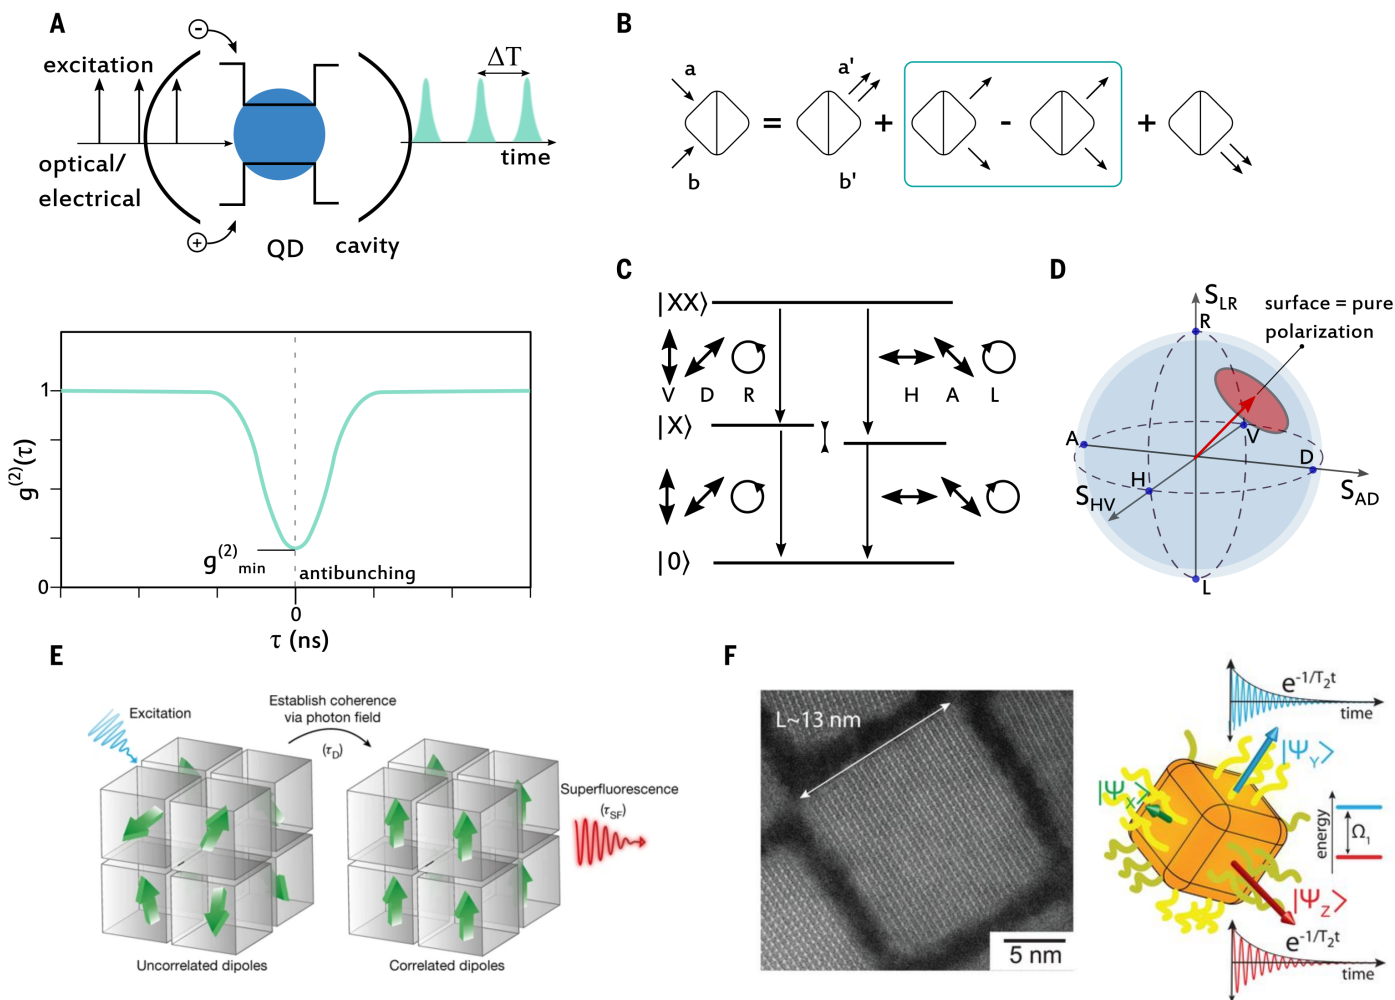 A
excitation
optical/
electrical
−
+
QD
cavity
ΔT
time
g(2)(τ)
1
0
g(2)min
antibunching
0
τ (ns)
B
a
b
=
a'
b'
+
-
+
C
|XX⟩
V D R
H A L
|X⟩
|0⟩
D
SLR
R
surface = pure
polarization
A
V
D
H
SHV
SAD
L
E
Excitation
Establish coherence
via photon field
(τD)
Superfluorescence
(τSF)
Uncorrelated dipoles
Correlated dipoles
F
L~13 nm
5 nm
e-1/T2t
time
|ΨY>
|ΨX>
energy
Ω1
|ΨZ>
e-1/T2t
time